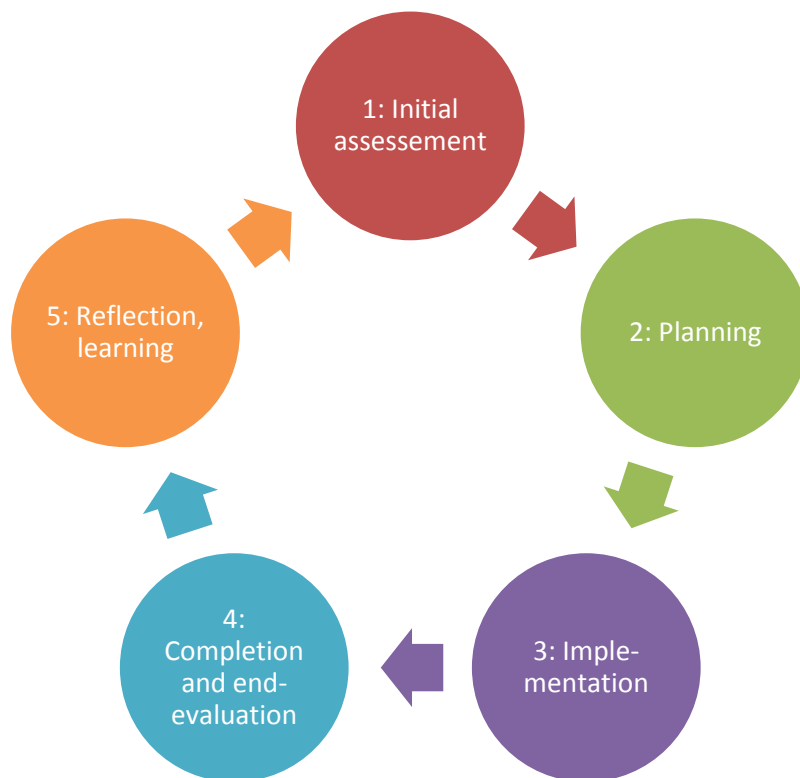 1: Initial
assessement
2: Planning
3: Imple-
mentation
4:
Completion
and end-
evaluation
5: Reflection,
learning